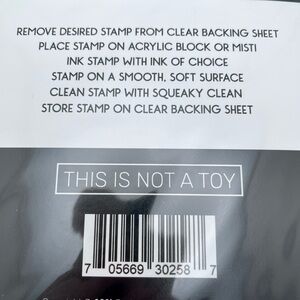 REMOVE DESIRED STAMP FROM CLEAR BACKING SHEET
PLACE STAMP ON ACRYLIC BLOCK OR MISTI
INK STAMP WITH INK OF CHOICE
STAMP ON A SMOOTH, SOFT SURFACE
CLEAN STAMP WITH SQUEAKY CLEAN
STORE STAMP ON CLEAR BACKING SHEET
THIS IS NOT A TOY
7 05669 30258 7